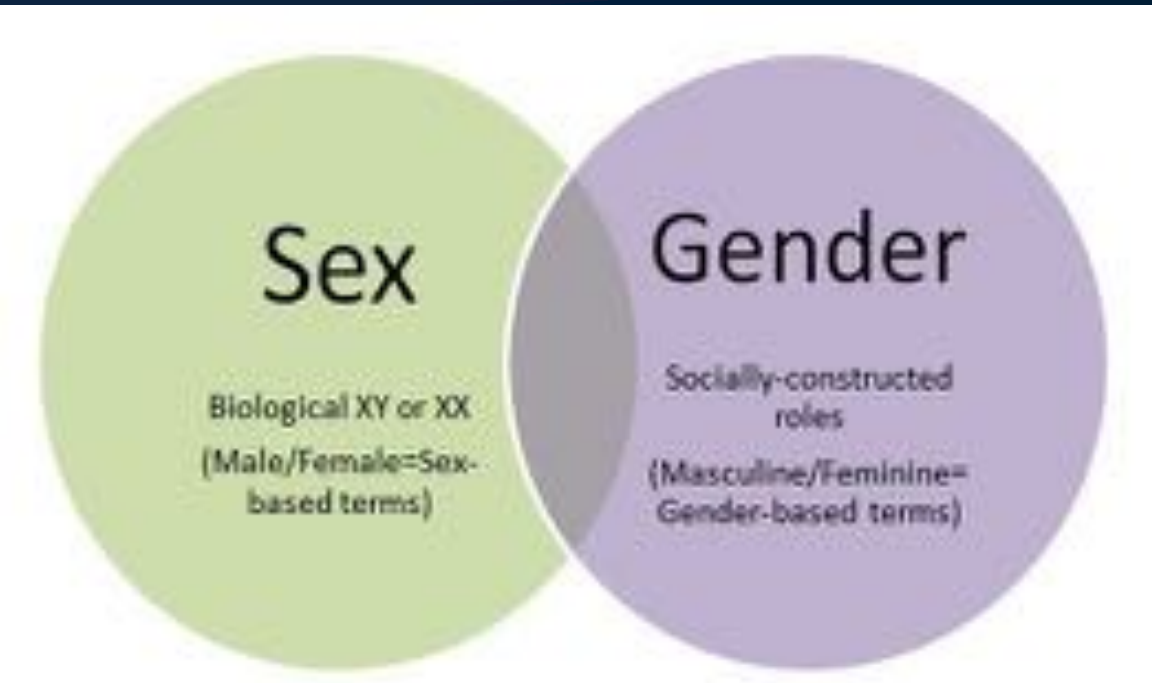 Sex
Biological XY or XX
(Male/Female=Sex-
based terms)
Gender
Socially-constructed
roles
(Masculine/Feminine=
Gender-based terms)